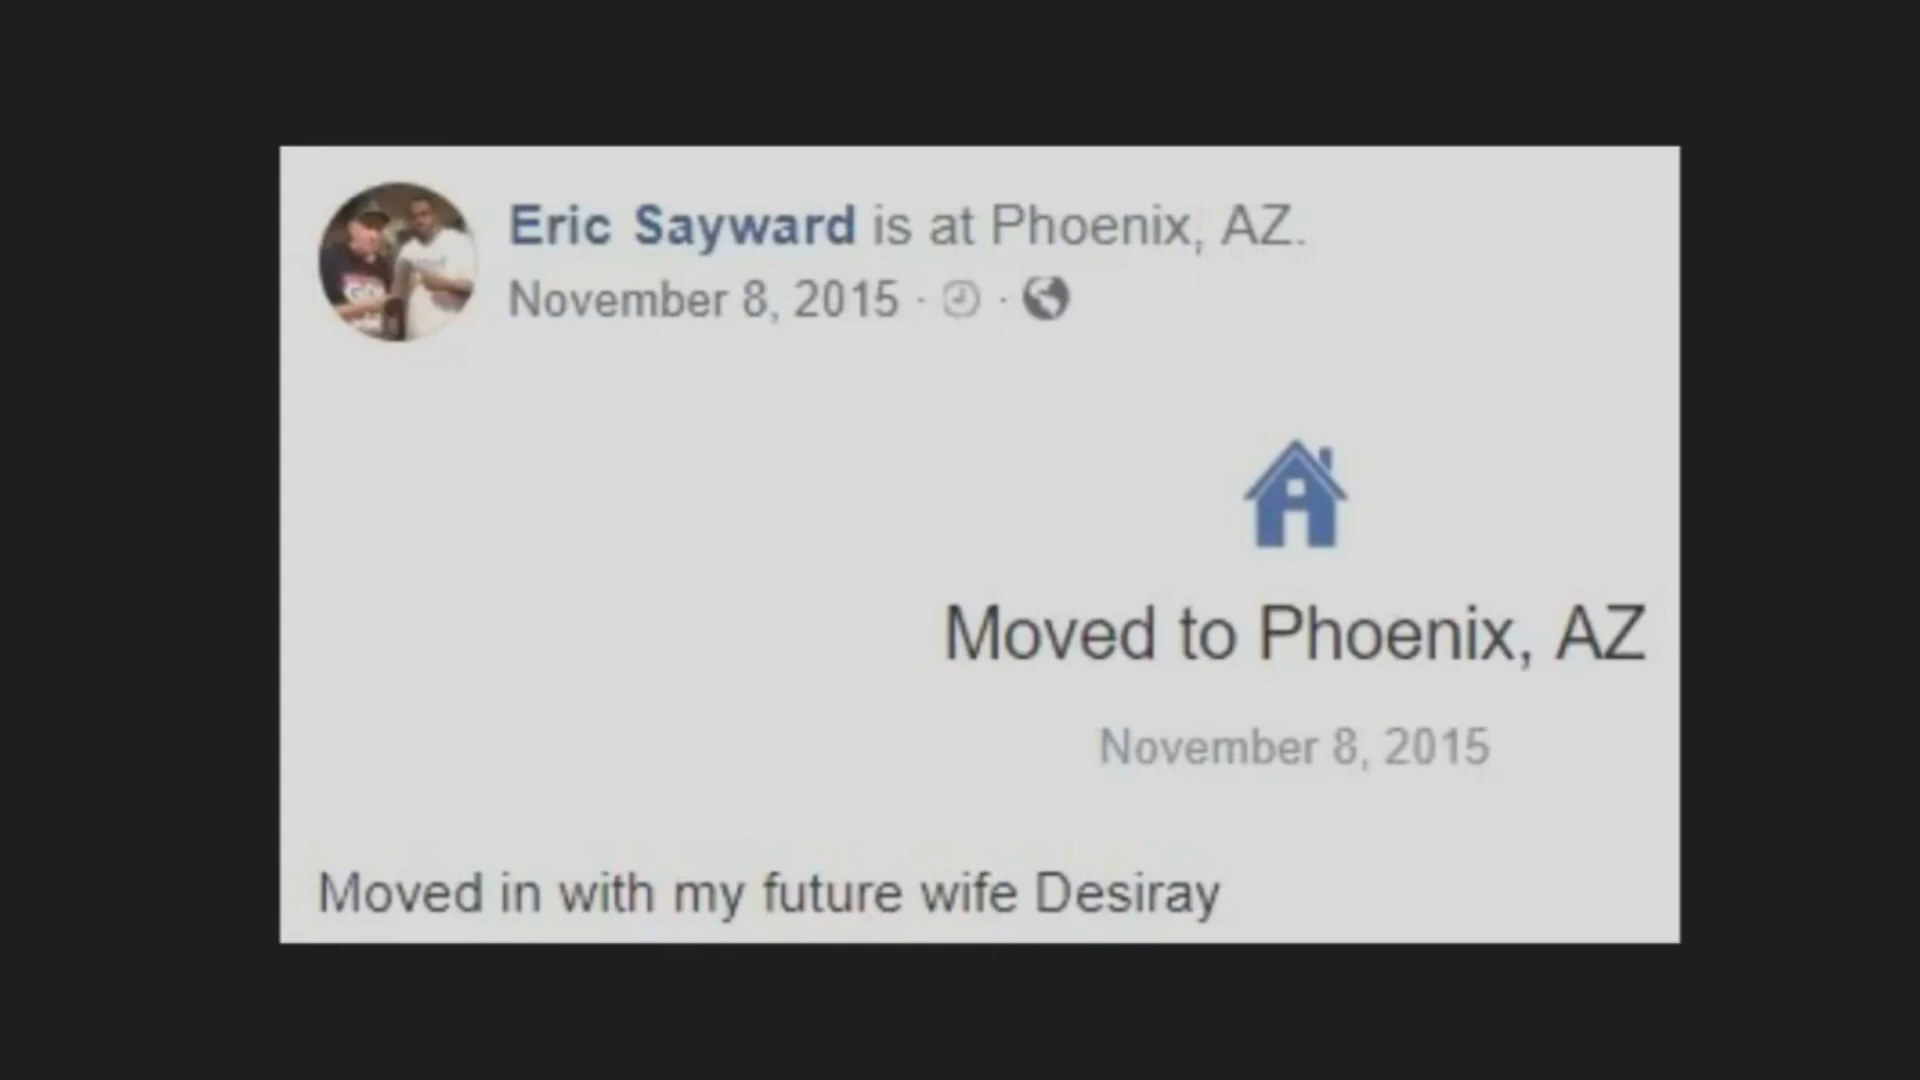 Eric Sayward is at Phoenix, AZ.
November 8, 2015 · ·
Moved to Phoenix, AZ
November 8, 2015
Moved in with my future wife Desiray